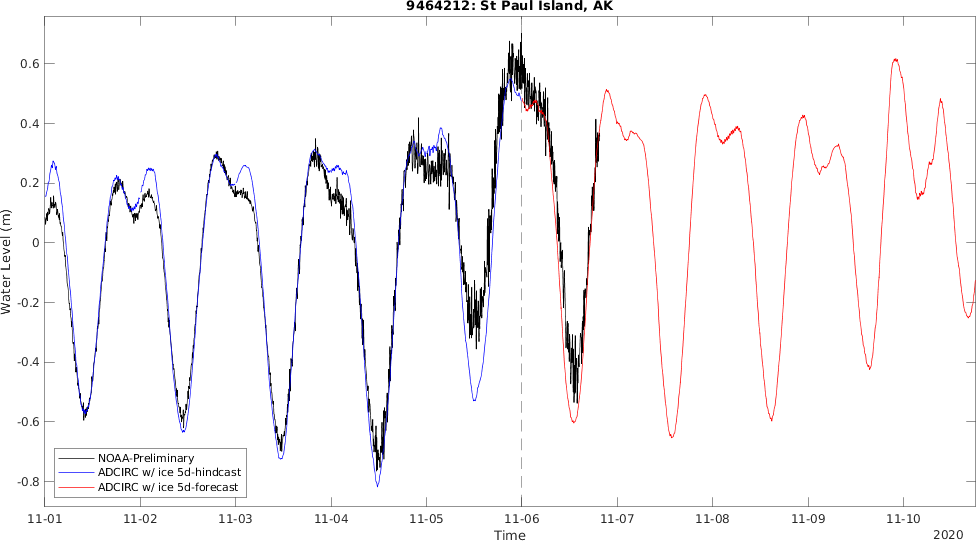 9464212: St Paul Island, AK
0.6
0.4
0.2
0
-0.2
-0.4
-0.6
-0.8
Water Level (m)
NOAA-Preliminary
ADCIRC w/ ice 5d-hindcast
ADCIRC w/ ice 5d-forecast
11-01 11-02 11-03 11-04 11-05 11-06 11-07 11-08 11-09 11-10
Time
2020